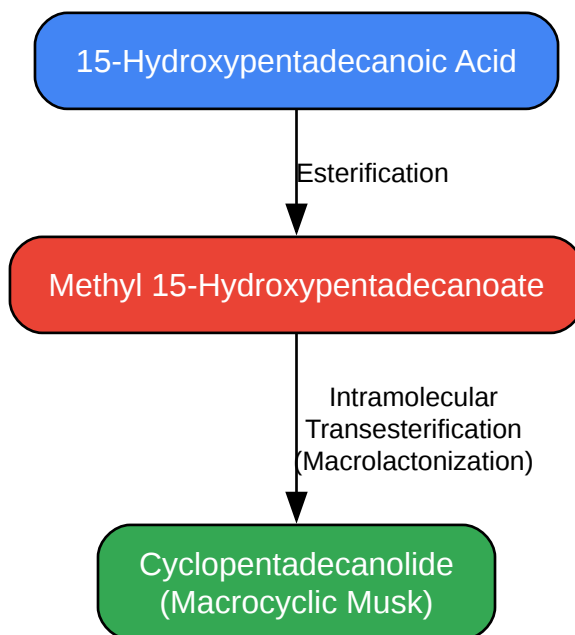 15-Hydroxypentadecanoic Acid
Esterification
Methyl 15-Hydroxypentadecanoate
Intramolecular
Transesterification
(Macrolactonization)
Cyclopentadecanolide
(Macrocyclic Musk)